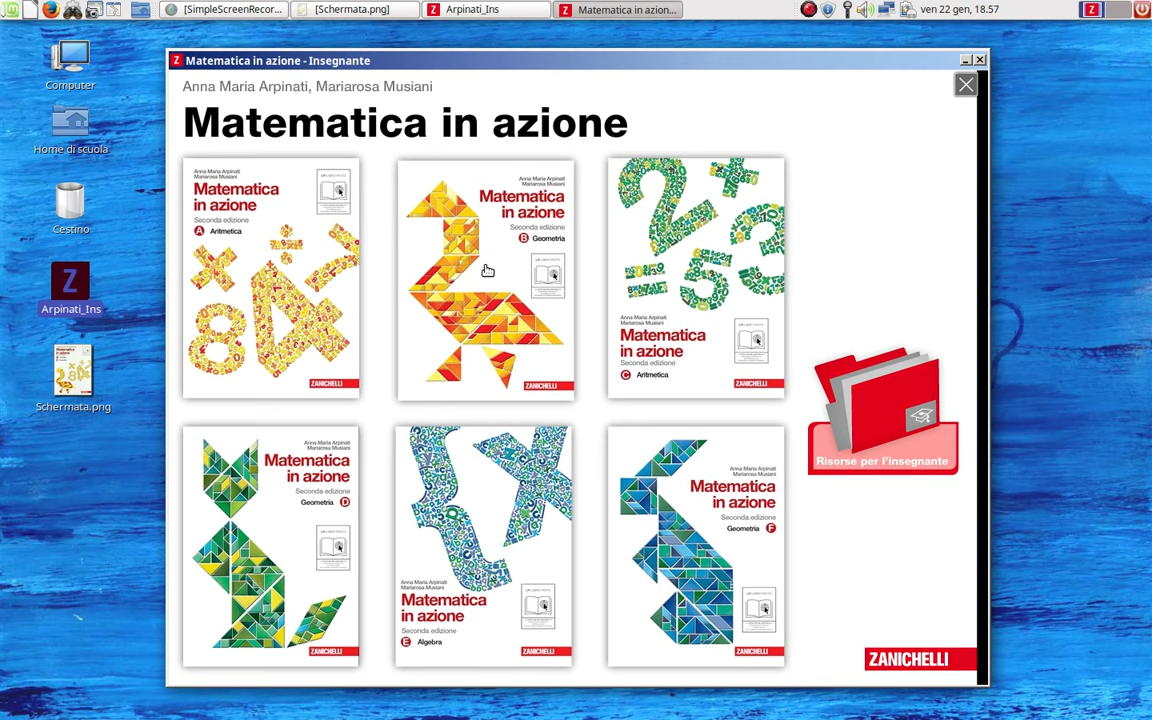 [SimpleScreenRecor...
[Schermata.png]
Arpinati_Ins
Matematica in azion...
ven 22 gen, 18.57
Computer
Home di scuola
Cestino
Arpinati_Ins
Schermata.png
Matematica in azione - Insegnante
Anna Maria Arpinati, Mariarosa Musiani
Matematica in azione
Anna Maria Arpinati
Mariarosa Musiani
Matematica
in azione
Seconda edizione
A Aritmetica
ZANICHELLI
Anna Maria Arpinati
Mariarosa Musiani
Matematica
in azione
Seconda edizione
B Geometria
ZANICHELLI
Anna Maria Arpinati
Mariarosa Musiani
Matematica
in azione
Seconda edizione
C Aritmetica
ZANICHELLI
Anna Maria Arpinati
Mariarosa Musiani
Matematica
in azione
Seconda edizione
Geometria D
ZANICHELLI
Anna Maria Arpinati
Mariarosa Musiani
Matematica
in azione
Seconda edizione
E Algebra
ZANICHELLI
Anna Maria Arpinati
Mariarosa Musiani
Matematica
in azione
Seconda edizione
Geometria F
ZANICHELLI
Risorse per l'insegnante
ZANICHELLI